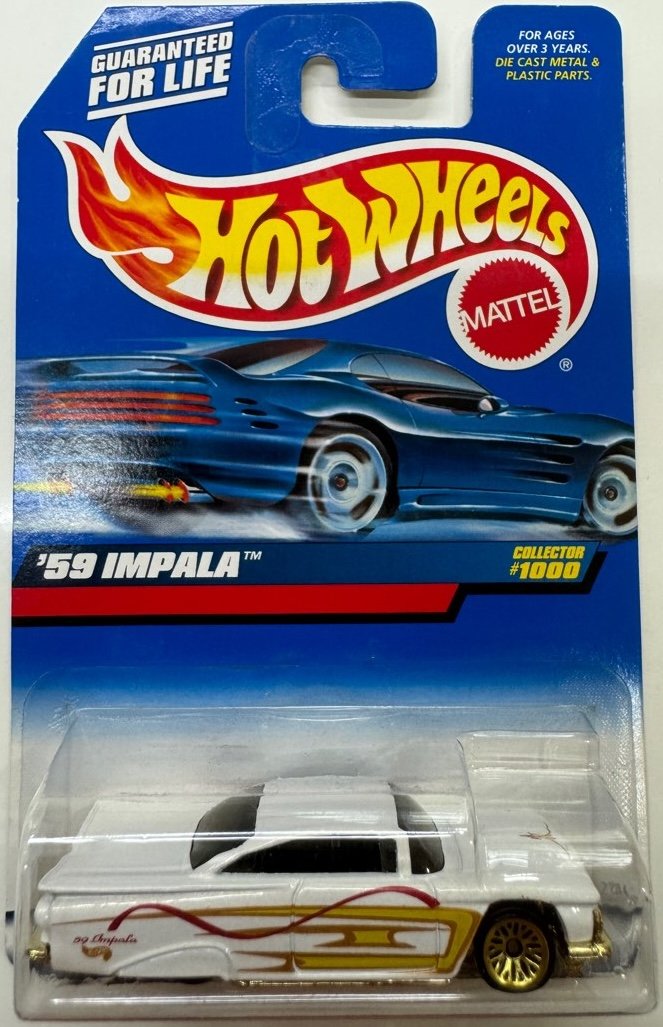 GUARANTEED
FOR LIFE
FOR AGES
OVER 3 YEARS.
DIE CAST METAL &
PLASTIC PARTS.
HOT WHEELS
MATTEL
®
'59 IMPALA™
COLLECTOR
#1000
59 Impala